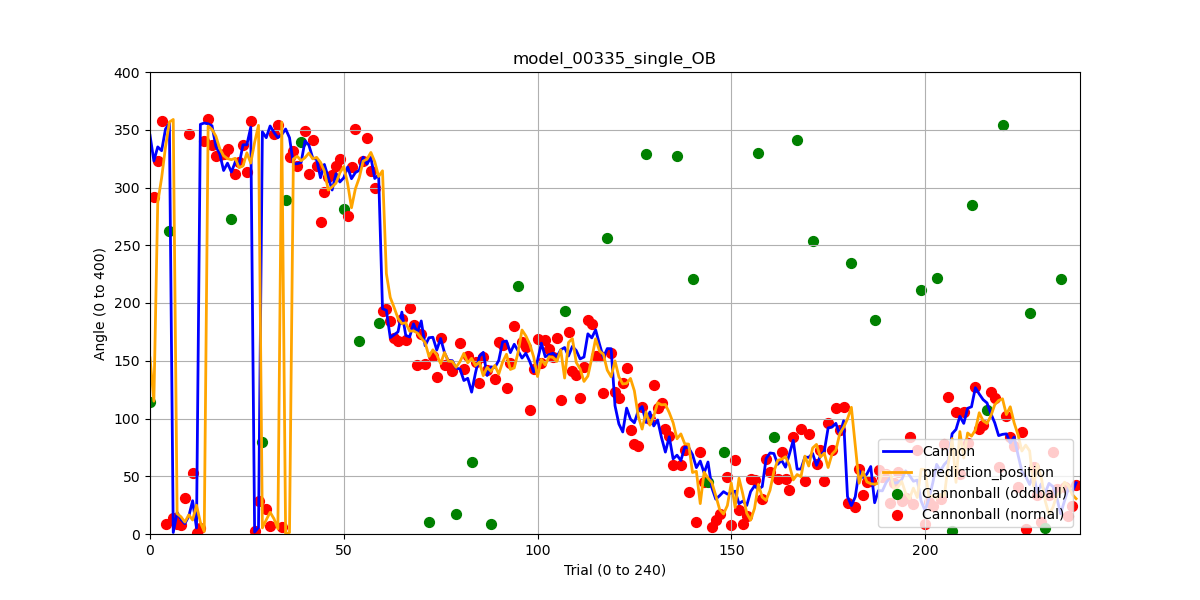 model_00335_single_OB
400
350
300
250
200
150
100
50
0
Angle (0 to 400)
Cannon
prediction_position
Cannonball (oddball)
Cannonball (normal)
0 50 100 150 200
Trial (0 to 240)